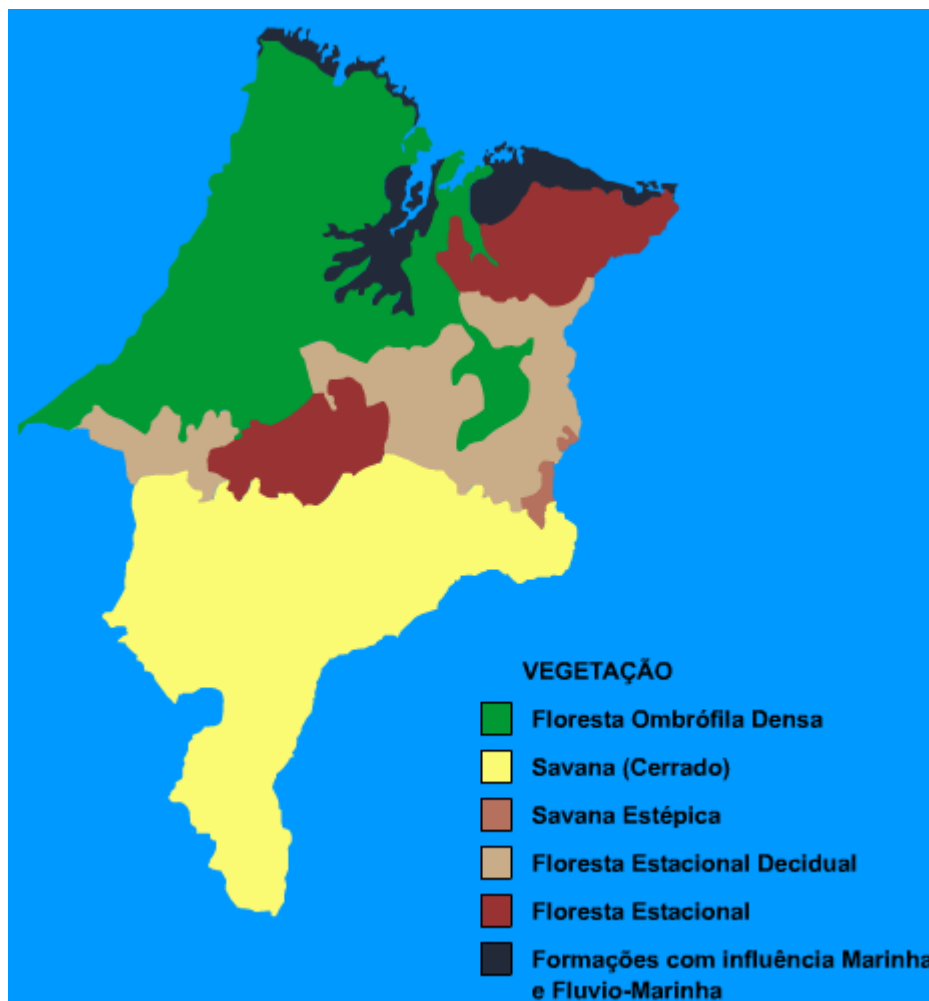 VEGETAÇÃO
Floresta Ombrófila Densa
Savana (Cerrado)
Savana Estépica
Floresta Estacional Decidual
Floresta Estacional
Formações com influência Marinha
e Fluvio-Marinha